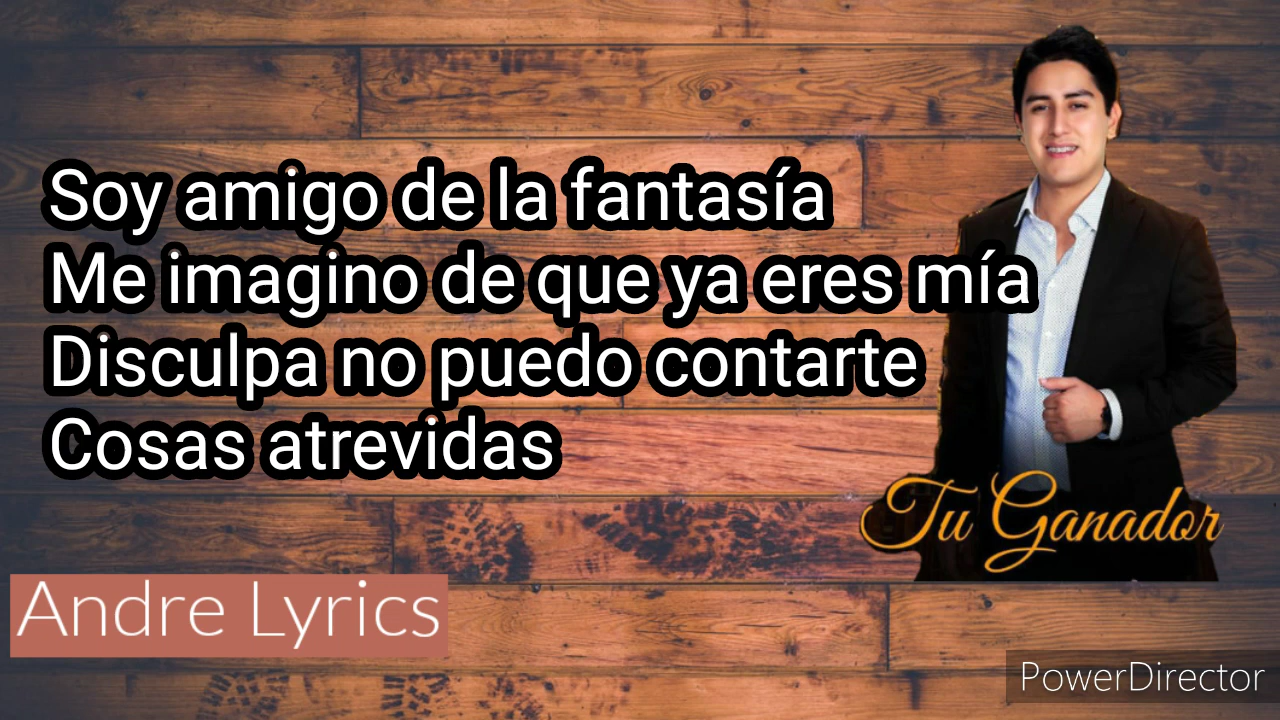 Soy amigo de la fantasía
Me imagino de que ya eres mía
Disculpa no puedo contarte
Cosas atrevidas
Tu Ganador
Andre Lyrics
PowerDirector